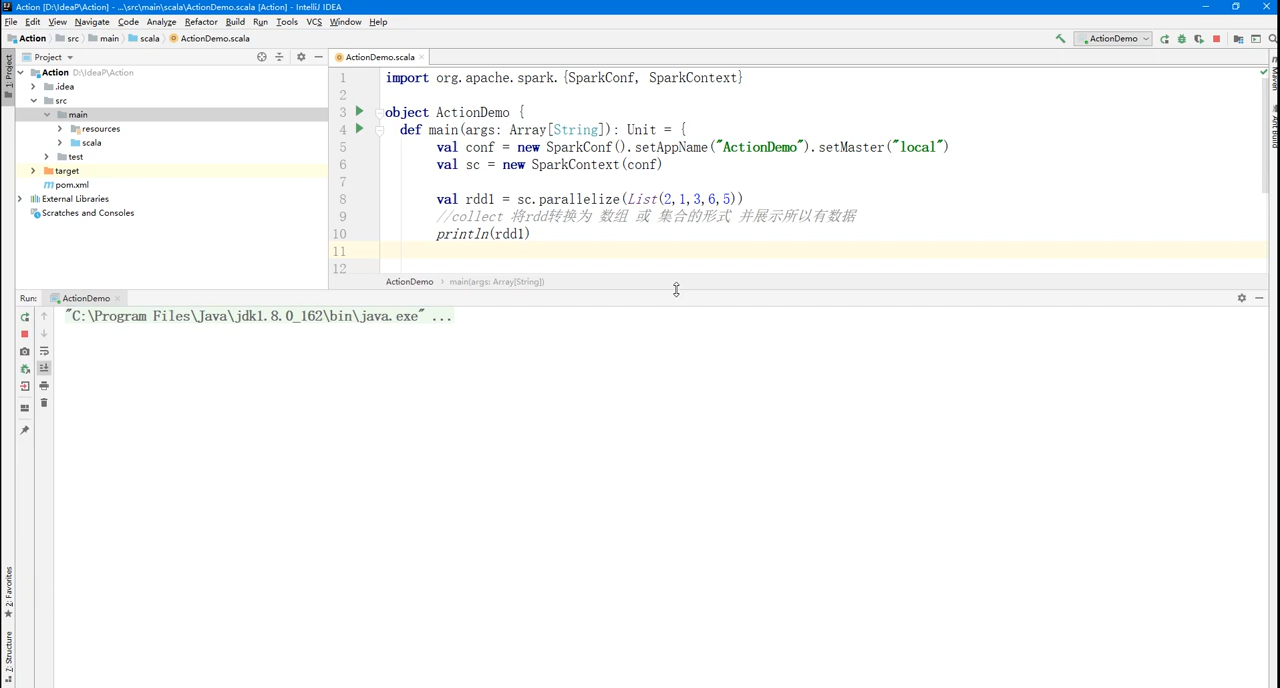 Action [D:\IdeaP\Action] - ...\src\main\scala\ActionDemo.scala [Action] - IntelliJ IDEA
File Edit View Navigate Code Analyze Refactor Build Run Tools VCS Window Help
Action src main scala ActionDemo.scala
ActionDemo
Project
ActionDemo.scala
1: Project
Action D:\IdeaP\Action
.idea
src
main
resources
scala
test
target
pom.xml
External Libraries
Scratches and Consoles
1 import org.apache.spark.{SparkConf, SparkContext}
2
3 object ActionDemo {
4 def main(args: Array[String]): Unit = {
5 val conf = new SparkConf().setAppName("ActionDemo").setMaster("local")
6 val sc = new SparkContext(conf)
7
8 val rdd1 = sc.parallelize(List(2,1,3,6,5))
9 //collect 将rdd转换为 数组 或 集合的形式 并展示所以有数据
10 println(rdd1)
11
12
ActionDemo main(args: Array[String])
Maven
Run: ActionDemo
"C:\Program Files\Java\jdk1.8.0_162\bin\java.exe" ...
2: Favorites
7: Structure